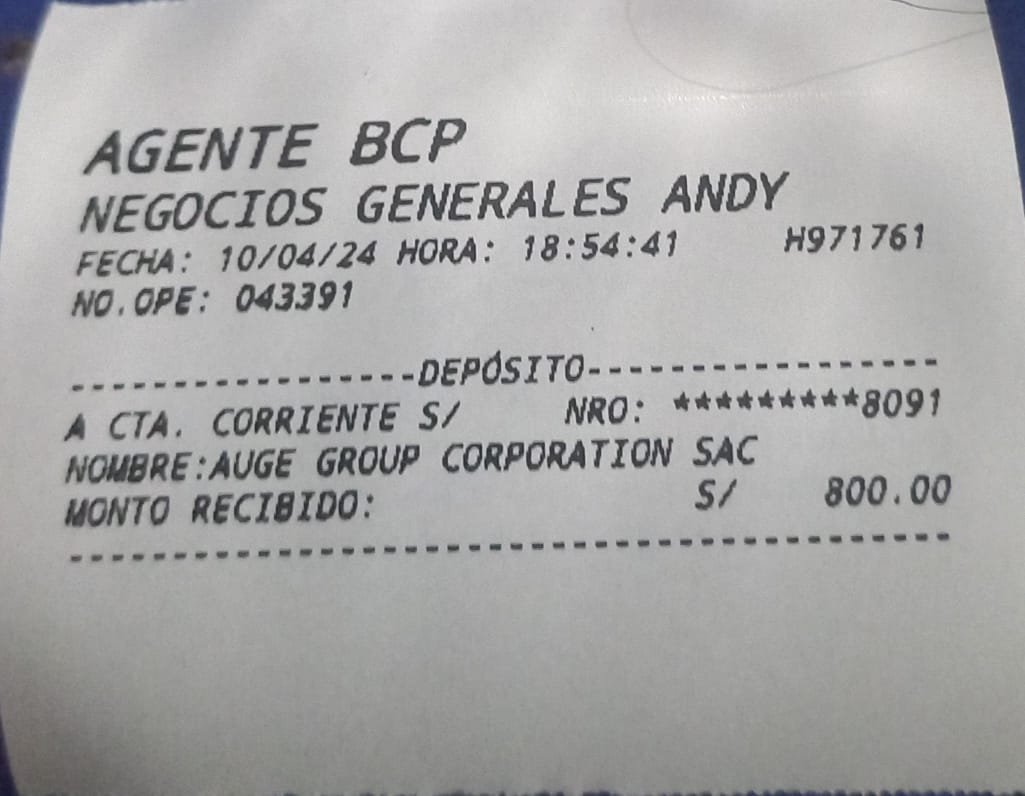 AGENTE BCP
NEGOCIOS GENERALES ANDY
FECHA: 10/04/24 HORA: 18:54:41 H971761
NO.OPE: 043391
-----------------DEPÓSITO-----------------
A CTA. CORRIENTE S/ NRO: *********8091
NOMBRE:AUGE GROUP CORPORATION SAC
MONTO RECIBIDO: S/ 800.00
------------------------------------------